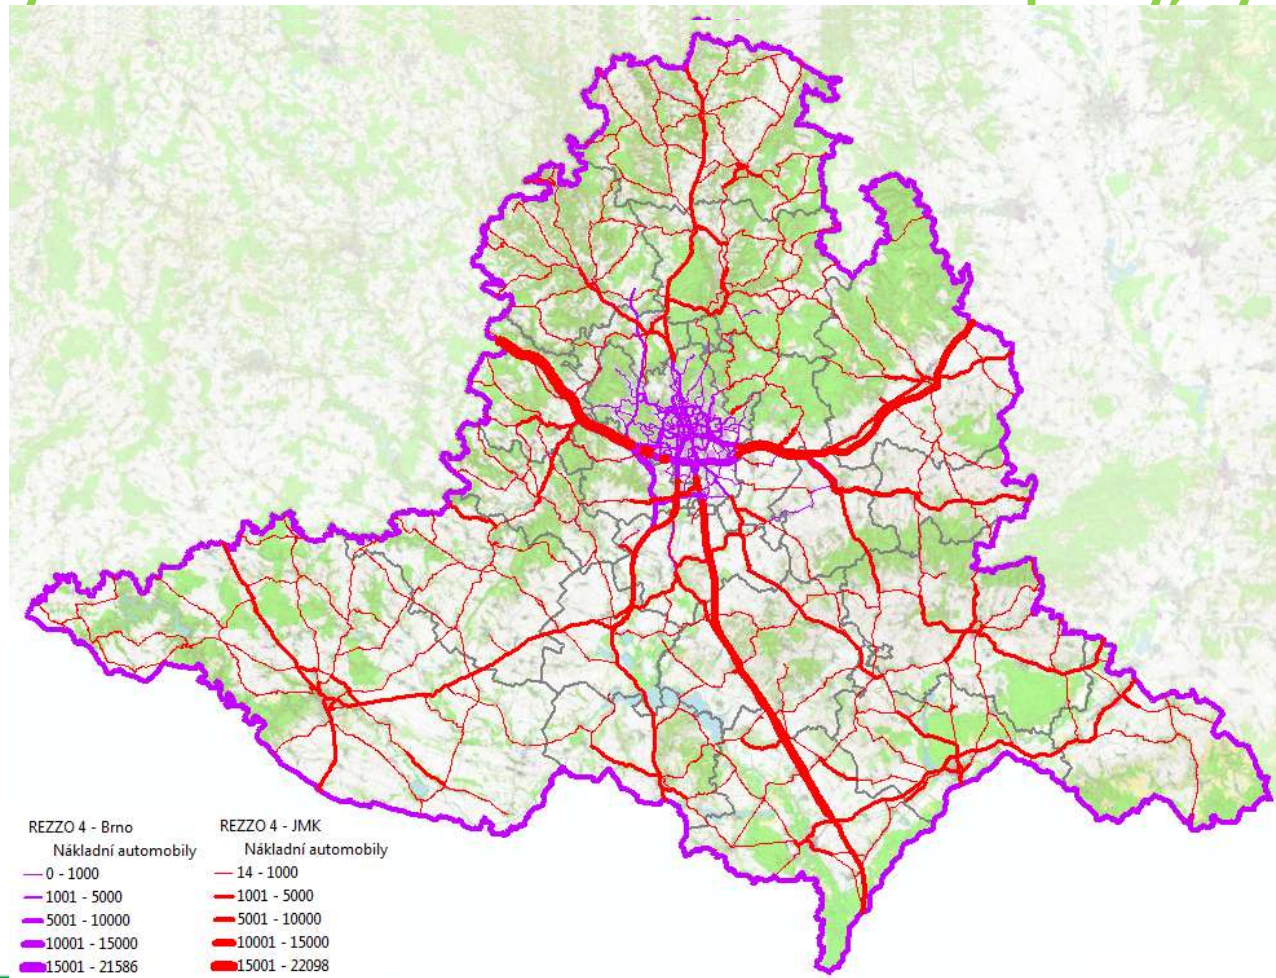 REZZO 4 - Brno
Nákladní automobily
0 - 1000
1001 - 5000
5001 - 10000
10001 - 15000
15001 - 21586
REZZO 4 - JMK
Nákladní automobily
14 - 1000
1001 - 5000
5001 - 10000
10001 - 15000
15001 - 22098